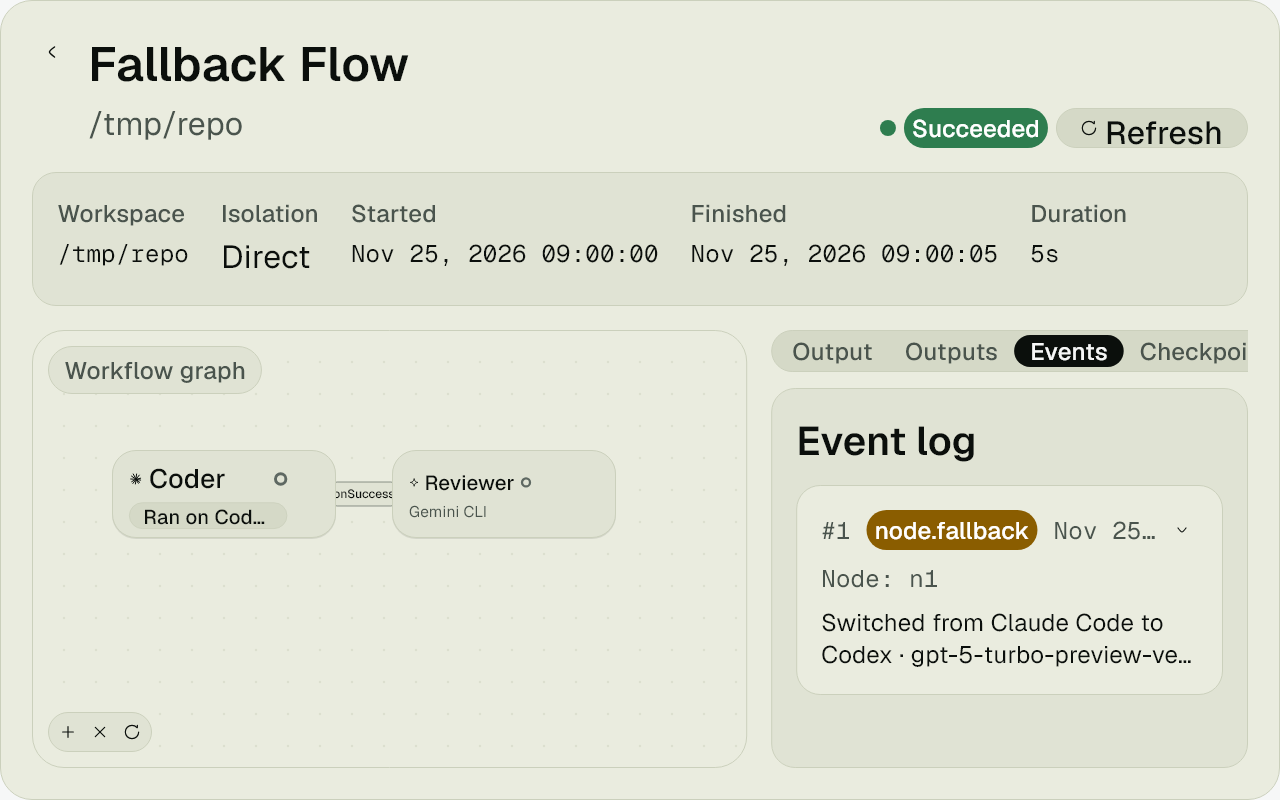 Fallback Flow
/tmp/repo
Succeeded
Refresh
Workspace
Isolation
Started
Finished
Duration
/tmp/repo
Direct
Nov 25, 2026 09:00:00
Nov 25, 2026 09:00:05
5s
Workflow graph
Coder
Ran on Cod…
onSuccess
Reviewer
Gemini CLI
Output
Outputs
Events
Checkpoi
Event log
#1
node.fallback
Nov 25…
Node: n1
Switched from Claude Code to
Codex · gpt-5-turbo-preview-ve…